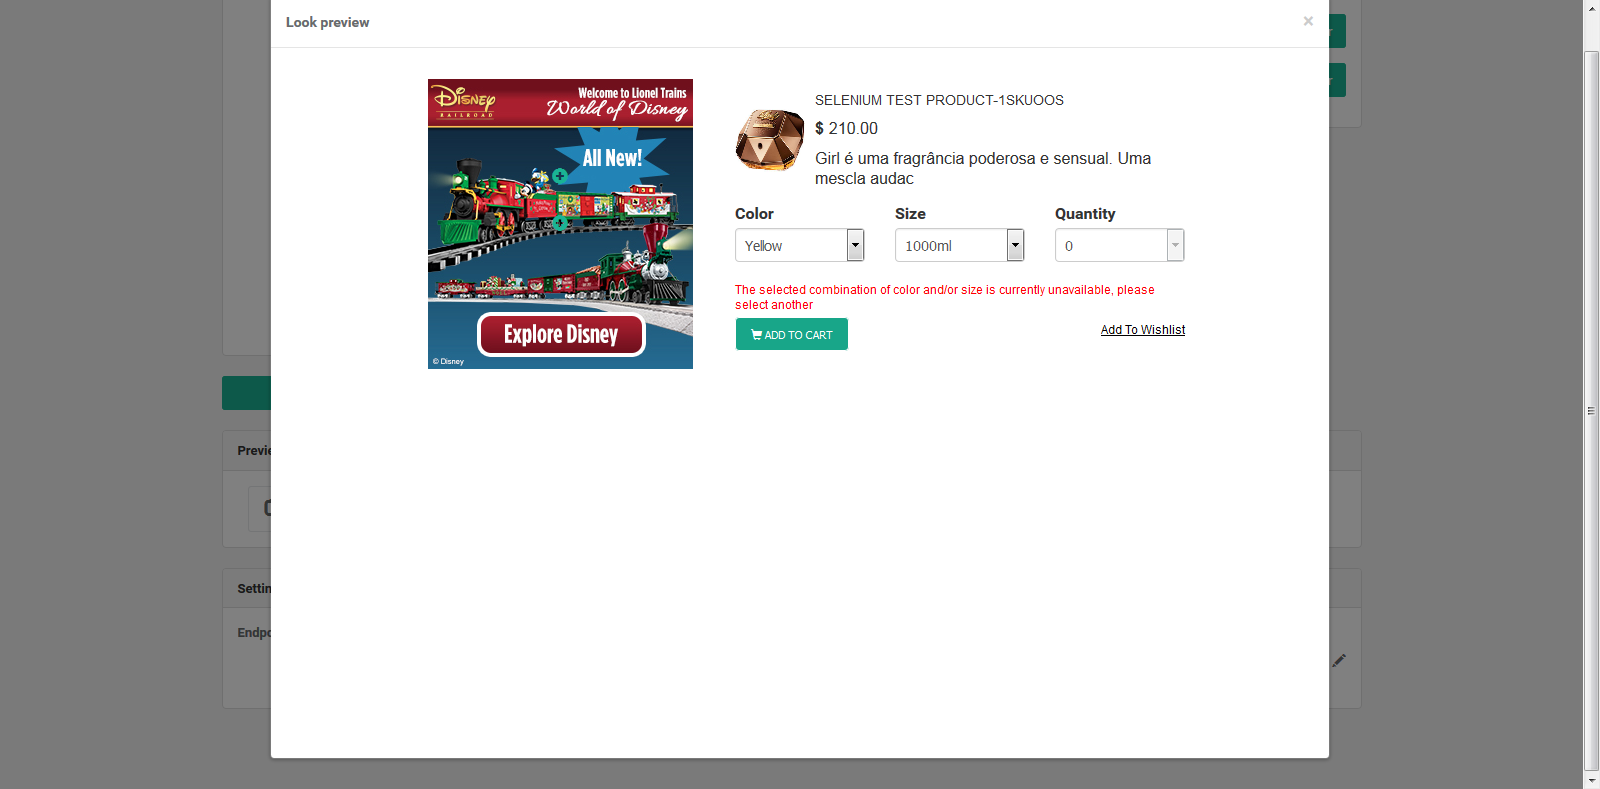 Look preview
×
Disney
RAILROAD
Welcome to Lionel Trains
World of Disney
All New!
Explore Disney
© Disney
SELENIUM TEST PRODUCT-1SKUOOS
$ 210.00
Girl é uma fragrância poderosa e sensual. Uma
mescla audac
Color
Size
Quantity
Yellow
1000ml
0
The selected combination of color and/or size is currently unavailable, please
select another
ADD TO CART
Add To Wishlist
Previe
Settin
Endpo